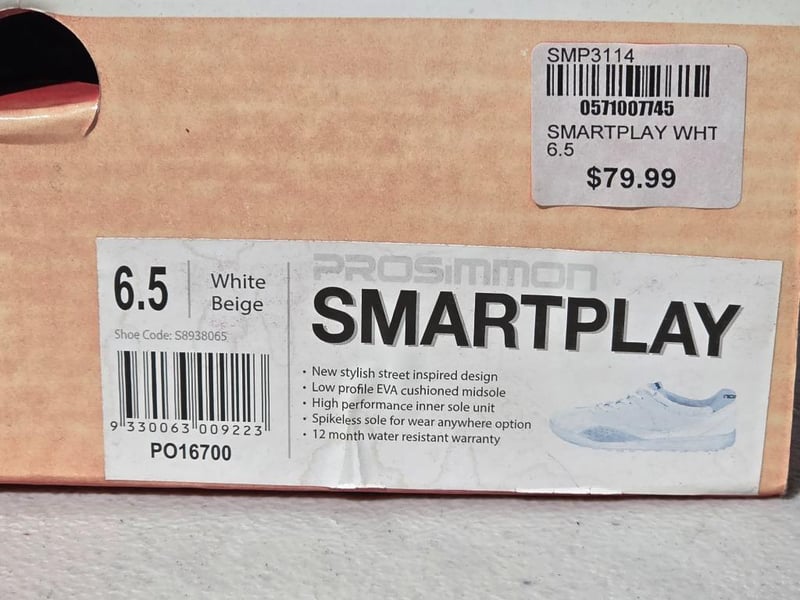 SMP3114
0571007745
SMARTPLAY WHT
6.5
$79.99
6.5
White
Beige
Shoe Code: S8938065
9 330063 009223
PO16700
PROSiMMON
SMARTPLAY
• New stylish street inspired design
• Low profile EVA cushioned midsole
• High performance inner sole unit
• Spikeless sole for wear anywhere option
• 12 month water resistant warranty